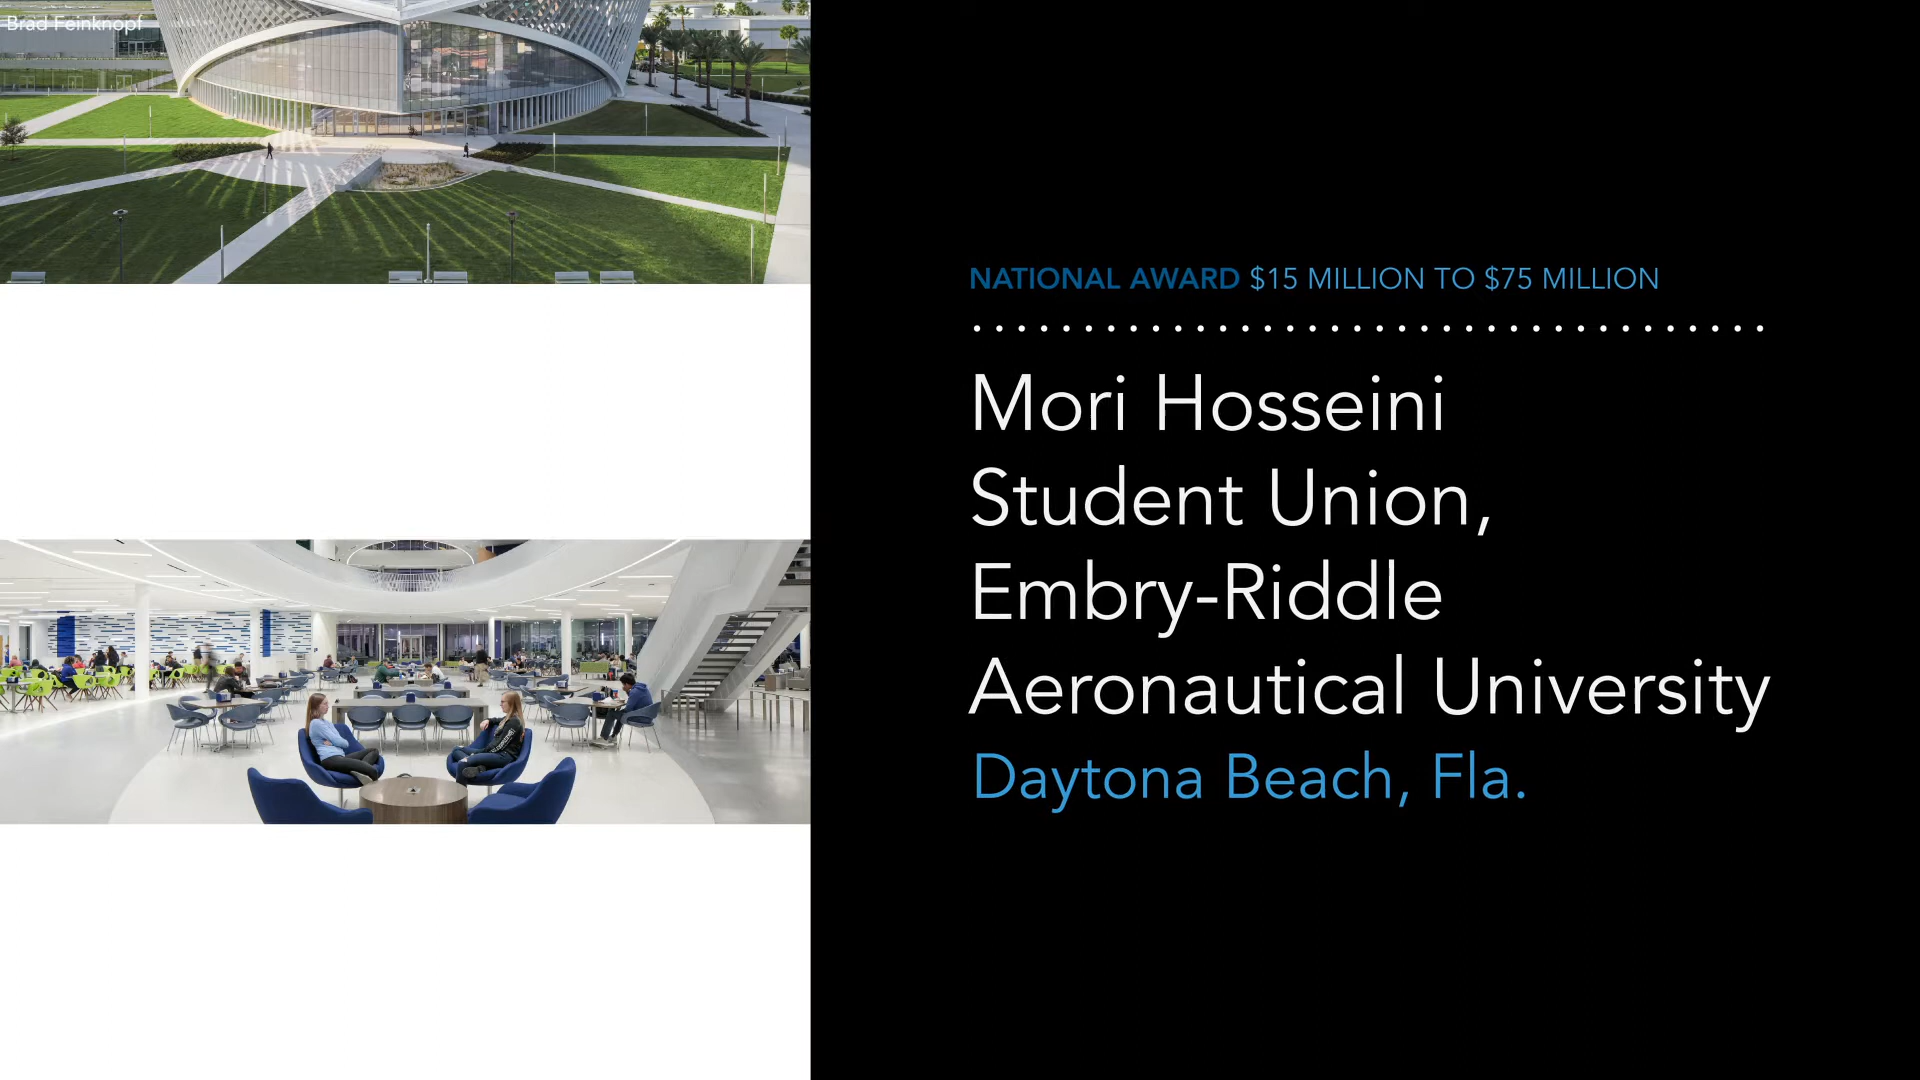 Brad Feinknopf
NATIONAL AWARD $15 MILLION TO $75 MILLION
Mori Hosseini
Student Union,
Embry-Riddle
Aeronautical University
Daytona Beach, Fla.